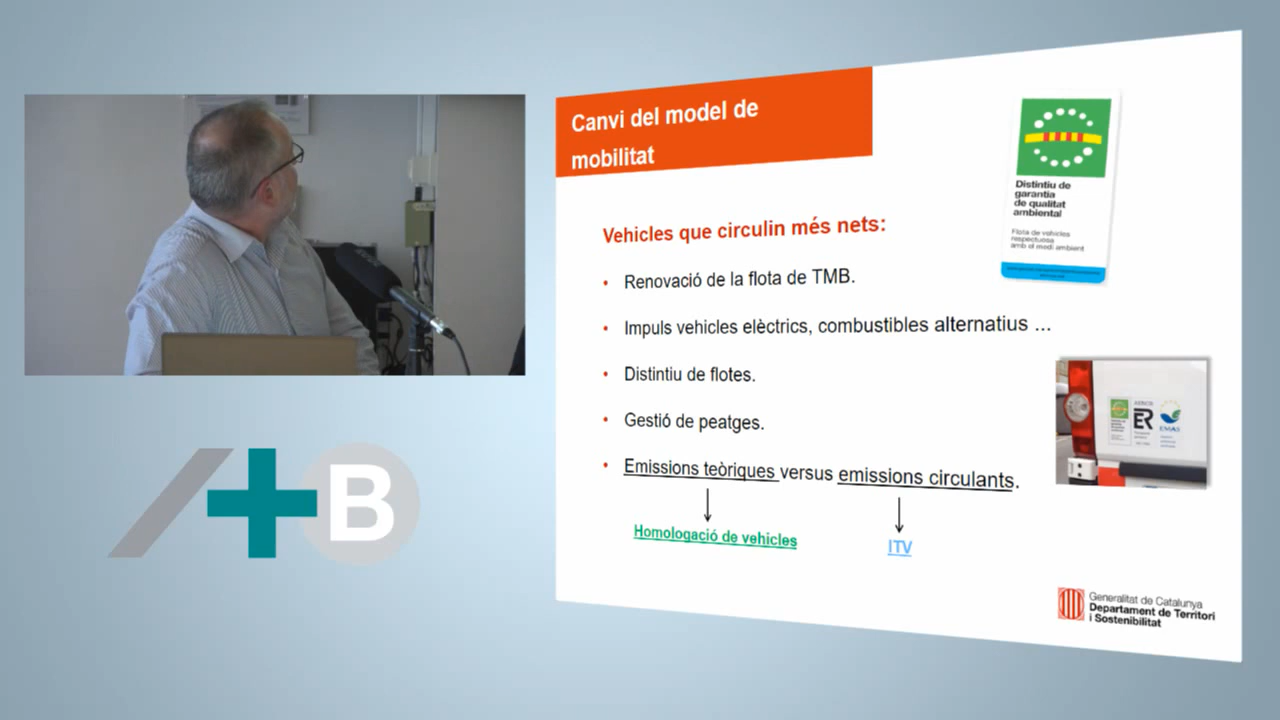 Canvi del model de
mobilitat
Distintiu de
garantia
de qualitat
ambiental
Flota de vehicles
respectuosa
amb el medi ambient
Vehicles que circulin més nets:
• Renovació de la flota de TMB.
• Impuls vehicles elèctrics, combustibles alternatius ...
• Distintiu de flotes.
• Gestió de peatges.
• Emissions teòriques versus emissions circulants.
Homologació de vehicles
ITV
ER
EMAS
B
Generalitat de Catalunya
Departament de Territori
i Sostenibilitat